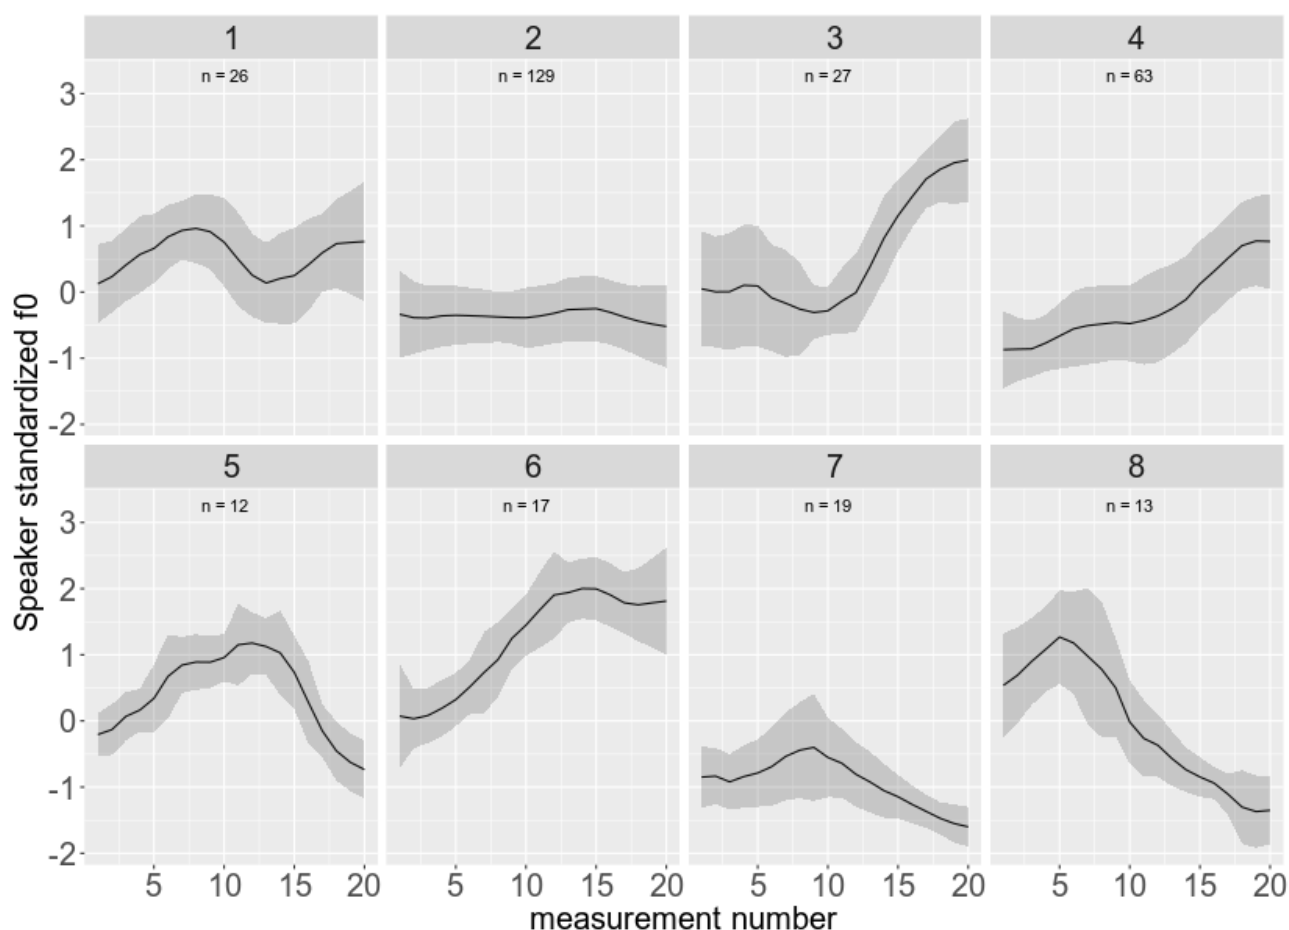 1 2 3 4
n = 26 n = 129 n = 27 n = 63
3
2
1
0
-1
-2
5 6 7 8
n = 12 n = 17 n = 19 n = 13
3
2
1
0
-1
-2
5 10 15 20 5 10 15 20 5 10 15 20 5 10 15 20
measurement number
Speaker standardized f0